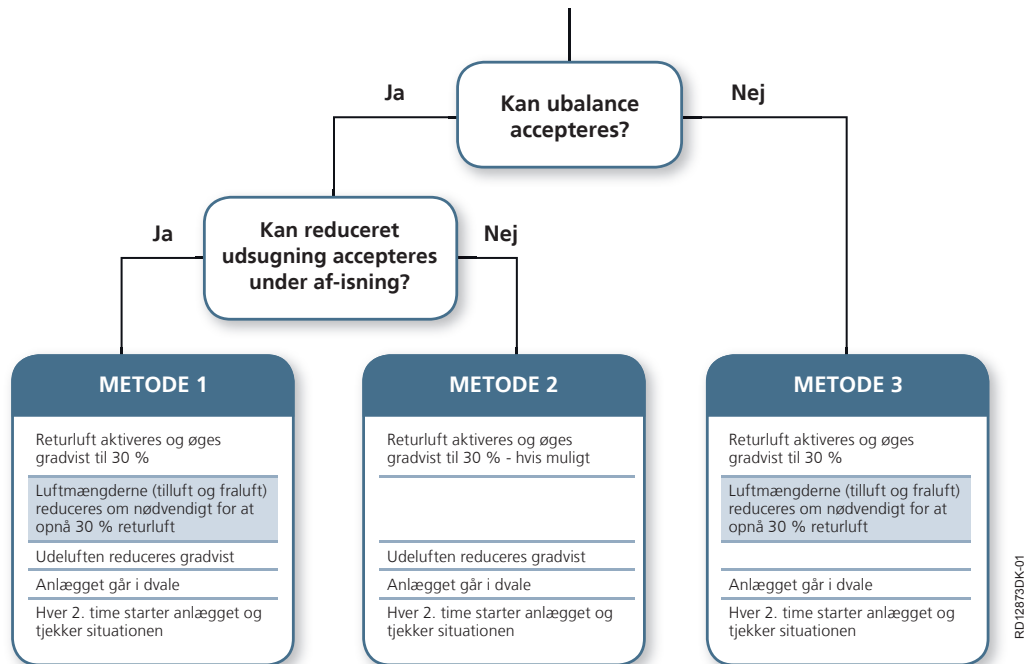 Kan ubalance
accepteres?
Ja
Nej
Kan reduceret
udsugning accepteres
under af-isning?
Ja
Nej
METODE 1
Returluft aktiveres og øges
gradvist til 30 %
Luftmængderne (tilluft og fraluft)
reduceres om nødvendigt for at
opnå 30 % returluft
Udeluften reduceres gradvist
Anlægget går i dvale
Hver 2. time starter anlægget og
tjekker situationen
METODE 2
Returluft aktiveres og øges
gradvist til 30 % - hvis muligt
Udeluften reduceres gradvist
Anlægget går i dvale
Hver 2. time starter anlægget og
tjekker situationen
METODE 3
Returluft aktiveres og øges
gradvist til 30 %
Luftmængderne (tilluft og fraluft)
reduceres om nødvendigt for at
opnå 30 % returluft
Anlægget går i dvale
Hver 2. time starter anlægget og
tjekker situationen
RD12873DK-01